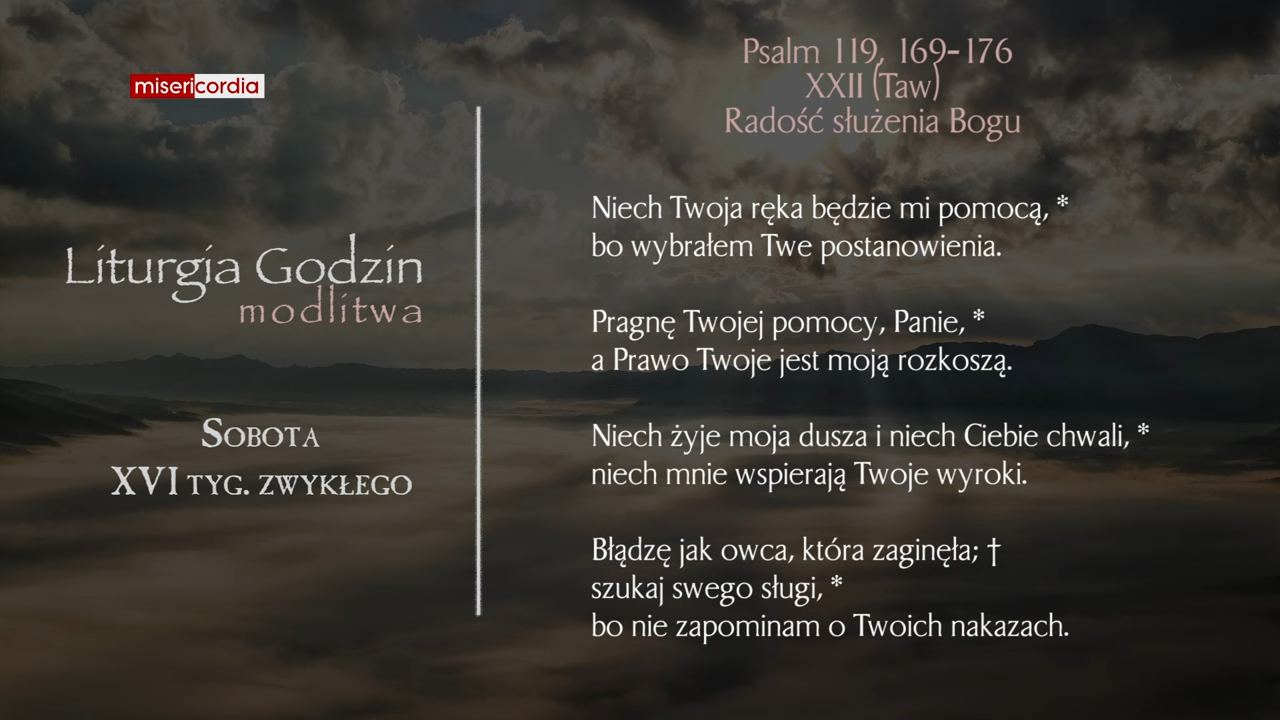 misericordia
Liturgia Godzin
modlitwa
Sobota
XVI tyg. zwykłego
Psalm 119, 169-176
XXII (Taw)
Radość służenia Bogu
Niech Twoja ręka będzie mi pomocą, *
bo wybrałem Twe postanowienia.
Pragnę Twojej pomocy, Panie, *
a Prawo Twoje jest moją rozkoszą.
Niech żyje moja dusza i niech Ciebie chwali, *
niech mnie wspierają Twoje wyroki.
Błądzę jak owca, która zaginęła; †
szukaj swego sługi, *
bo nie zapominam o Twoich nakazach.